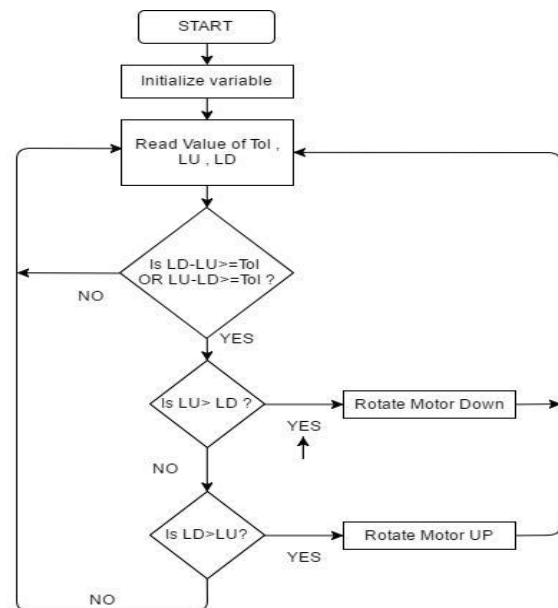 START
Initialize variable
Read Value of Tol ,
LU , LD
Is LD-LU>=Tol
OR LU-LD>=Tol ?
NO
YES
Is LU> LD ?
YES
Rotate Motor Down
NO
Is LD>LU?
YES
Rotate Motor UP
NO